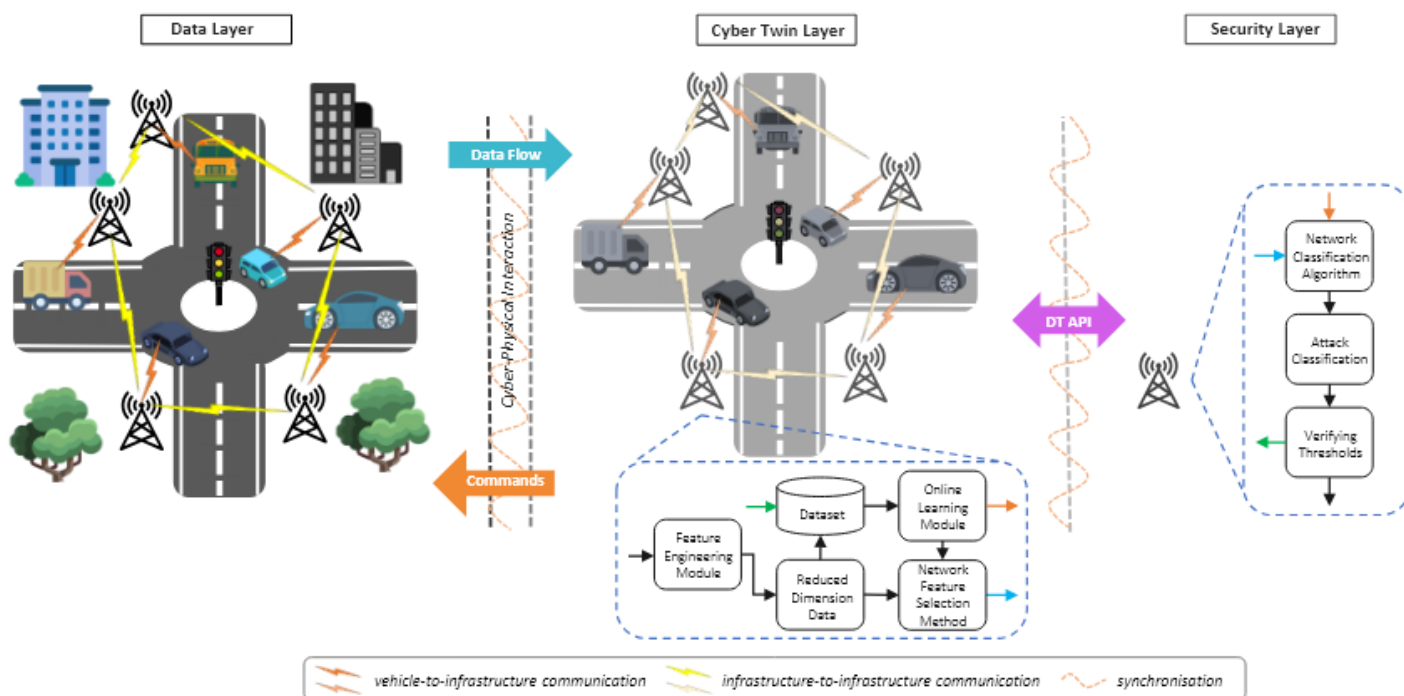 Data Layer
Cyber Twin Layer
Security Layer
Data Flow
Cyber-Physical Interaction
Commands
DT API
Network
Classification
Algorithm
Attack
Classification
Verifying
Thresholds
Dataset
Online
Learning
Module
Feature
Engineering
Module
Reduced
Dimension
Data
Network
Feature
Selection
Method
vehicle-to-infrastructure communication
infrastructure-to-infrastructure communication
synchronisation